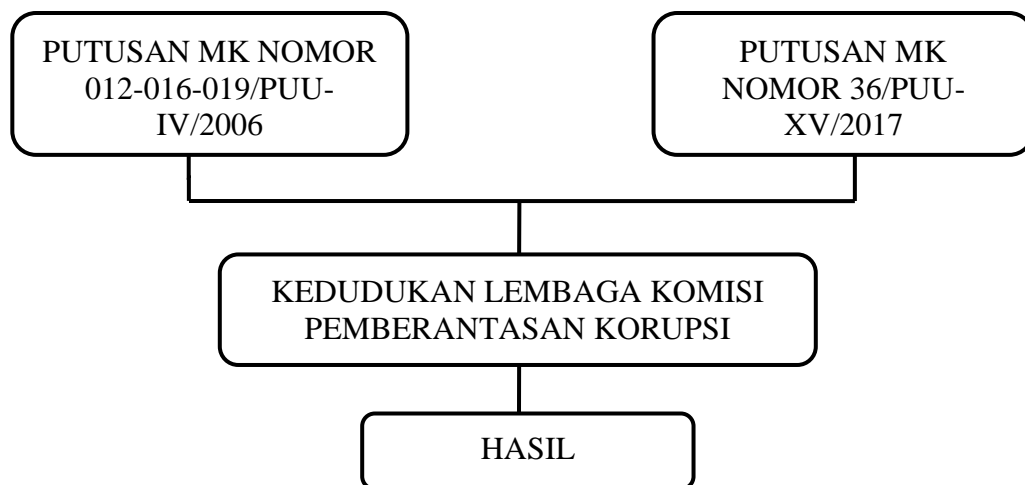 PUTUSAN MK NOMOR
012-016-019/PUU-
IV/2006
PUTUSAN MK
NOMOR 36/PUU-
XV/2017
KEDUDUKAN LEMBAGA KOMISI
PEMBERANTASAN KORUPSI
HASIL